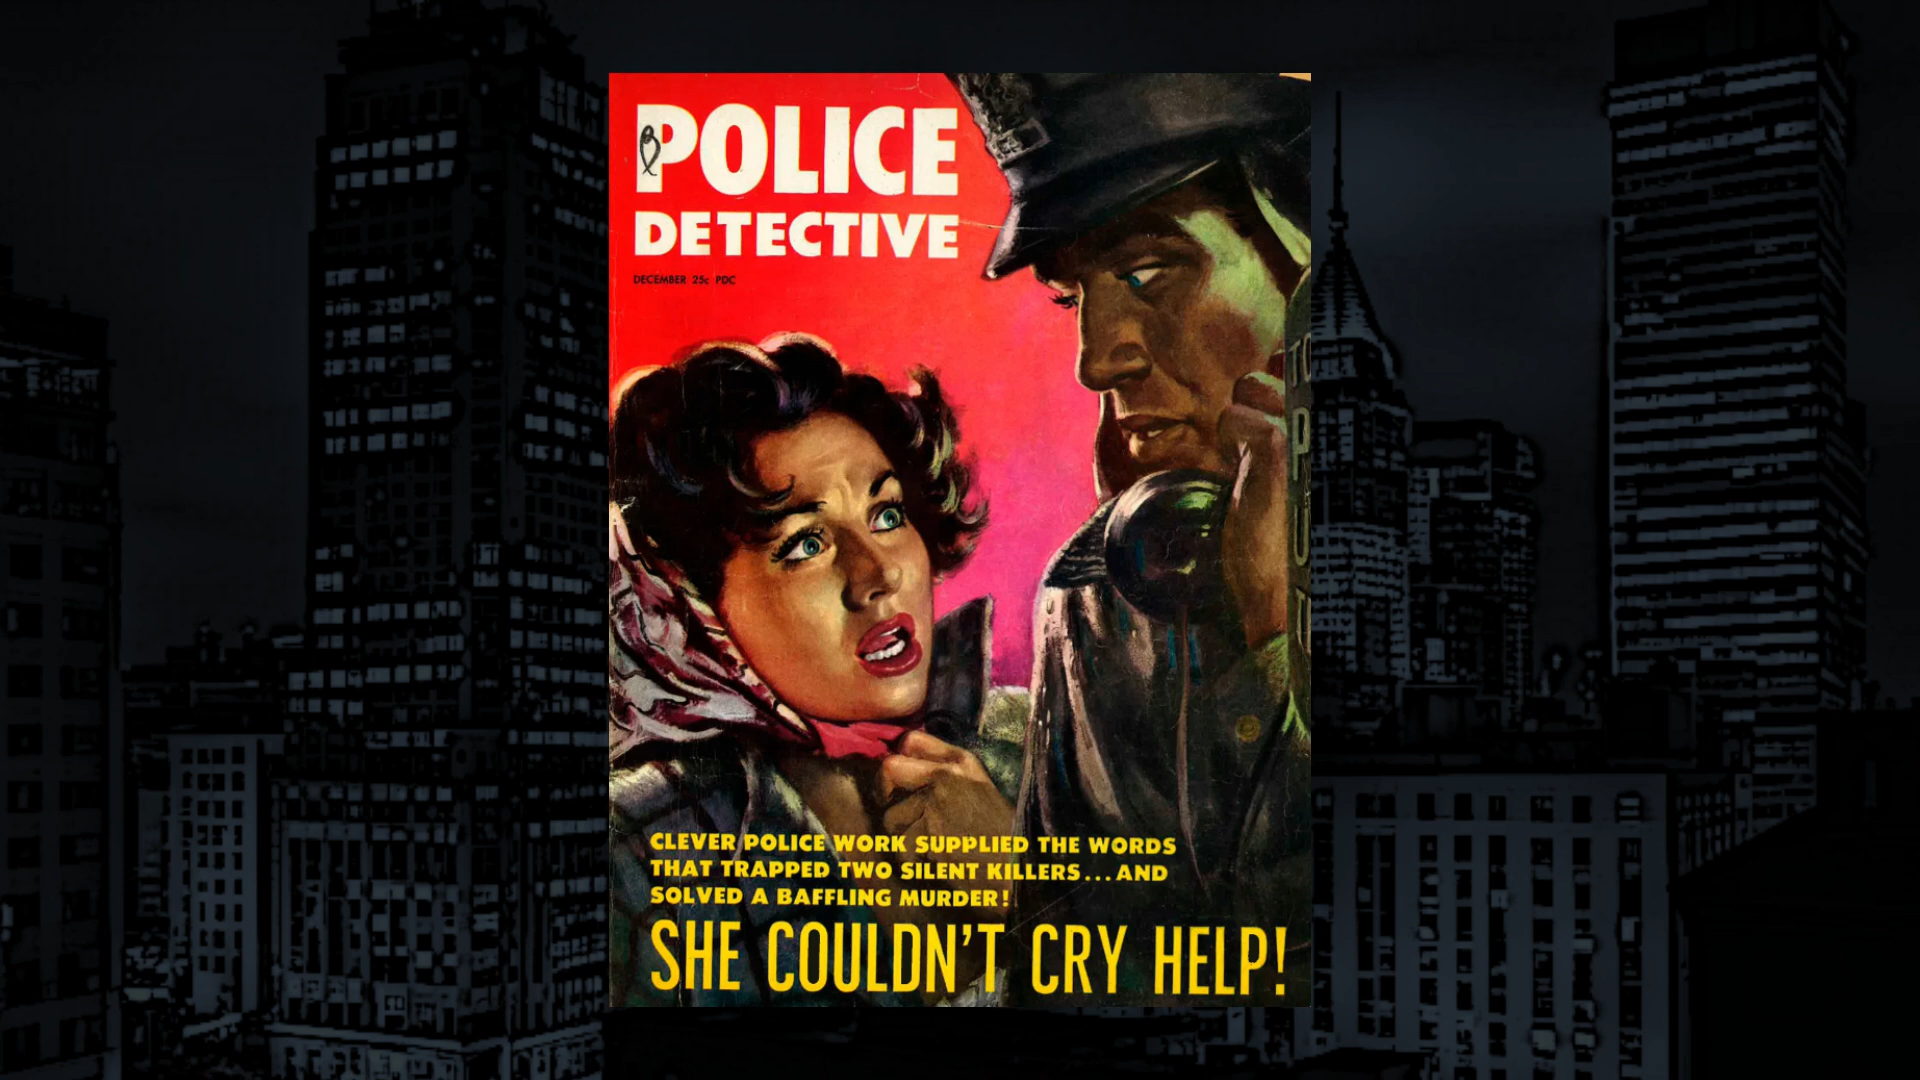 POLICE
DETECTIVE
DECEMBER 25c PDC
CLEVER POLICE WORK SUPPLIED THE WORDS
THAT TRAPPED TWO SILENT KILLERS...AND
SOLVED A BAFFLING MURDER!
SHE COULDN'T CRY HELP!